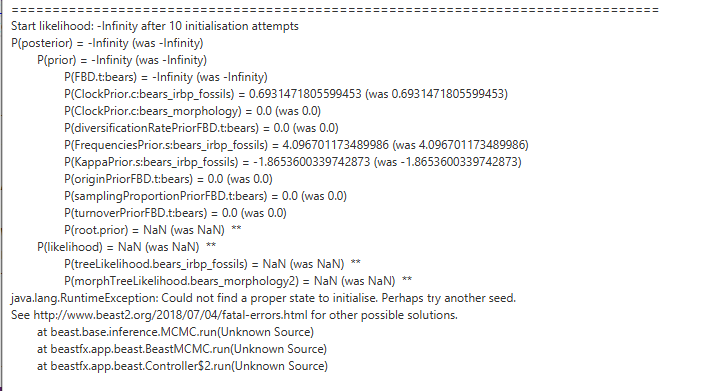 ===============================================================================
Start likelihood: -Infinity after 10 initialisation attempts
P(posterior) = -Infinity (was -Infinity)
P(prior) = -Infinity (was -Infinity)
P(FBD.t:bears) = -Infinity (was -Infinity)
P(ClockPrior.c:bears_irbp_fossils) = 0.6931471805599453 (was 0.6931471805599453)
P(ClockPrior.c:bears_morphology) = 0.0 (was 0.0)
P(diversificationRatePriorFBD.t:bears) = 0.0 (was 0.0)
P(FrequenciesPrior.s:bears_irbp_fossils) = 4.096701173489986 (was 4.096701173489986)
P(KappaPrior.s:bears_irbp_fossils) = -1.8653600339742873 (was -1.8653600339742873)
P(originPriorFBD.t:bears) = 0.0 (was 0.0)
P(samplingProportionPriorFBD.t:bears) = 0.0 (was 0.0)
P(turnoverPriorFBD.t:bears) = 0.0 (was 0.0)
P(root.prior) = NaN (was NaN)  **
P(likelihood) = NaN (was NaN)  **
P(treeLikelihood.bears_irbp_fossils) = NaN (was NaN)  **
P(morphTreeLikelihood.bears_morphology2) = NaN (was NaN)  **
java.lang.RuntimeException: Could not find a proper state to initialise. Perhaps try another seed.
See http://www.beast2.org/2018/07/04/fatal-errors.html for other possible solutions.
at beast.base.inference.MCMC.run(Unknown Source)
at beastfx.app.beast.BeastMCMC.run(Unknown Source)
at beastfx.app.beast.Controller$2.run(Unknown Source)